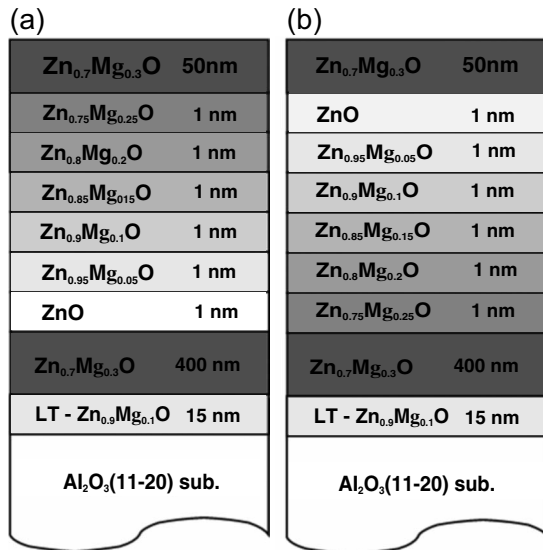 (a)
Zn₀.₇Mg₀.₃O 50nm
Zn₀.₇₅Mg₀.₂₅O 1 nm
Zn₀.₈Mg₀.₂O 1 nm
Zn₀.₈₅Mg₀₁₅O 1 nm
Zn₀.₉Mg₀.₁O 1 nm
Zn₀.₉₅Mg₀.₀₅O 1 nm
ZnO 1 nm
Zn₀.₇Mg₀.₃O 400 nm
LT - Zn₀.₉Mg₀.₁O 15 nm
Al₂O₃(11-20) sub.
(b)
Zn₀.₇Mg₀.₃O 50nm
ZnO 1 nm
Zn₀.₉₅Mg₀.₀₅O 1 nm
Zn₀.₉Mg₀.₁O 1 nm
Zn₀.₈₅Mg₀.₁₅O 1 nm
Zn₀.₈Mg₀.₂O 1 nm
Zn₀.₇₅Mg₀.₂₅O 1 nm
Zn₀.₇Mg₀.₃O 400 nm
LT - Zn₀.₉Mg₀.₁O 15 nm
Al₂O₃(11-20) sub.